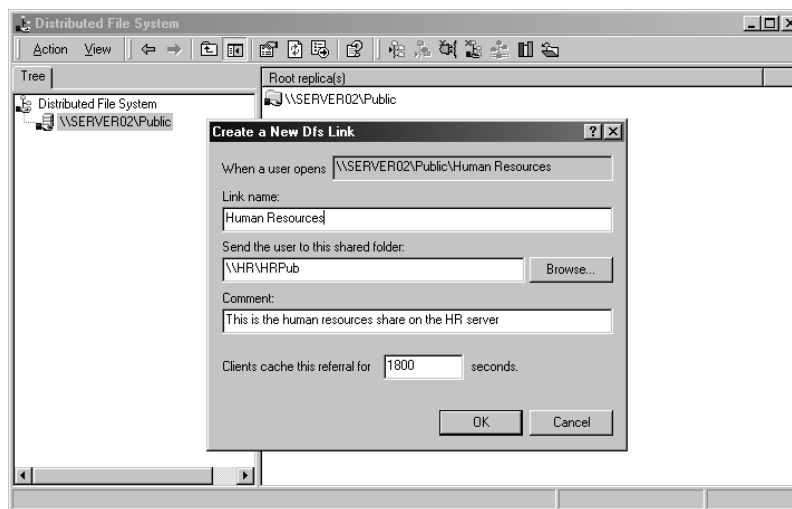 Distributed File System
Action View
Tree
Root replica(s)
Distributed File System
\\SERVER02\Public
\\SERVER02\Public
Create a New Dfs Link
When a user opens \\SERVER02\Public\Human Resources
Link name:
Human Resources
Send the user to this shared folder:
\\HR\HRPub
Browse...
Comment:
This is the human resources share on the HR server
Clients cache this referral for 1800 seconds.
OK Cancel